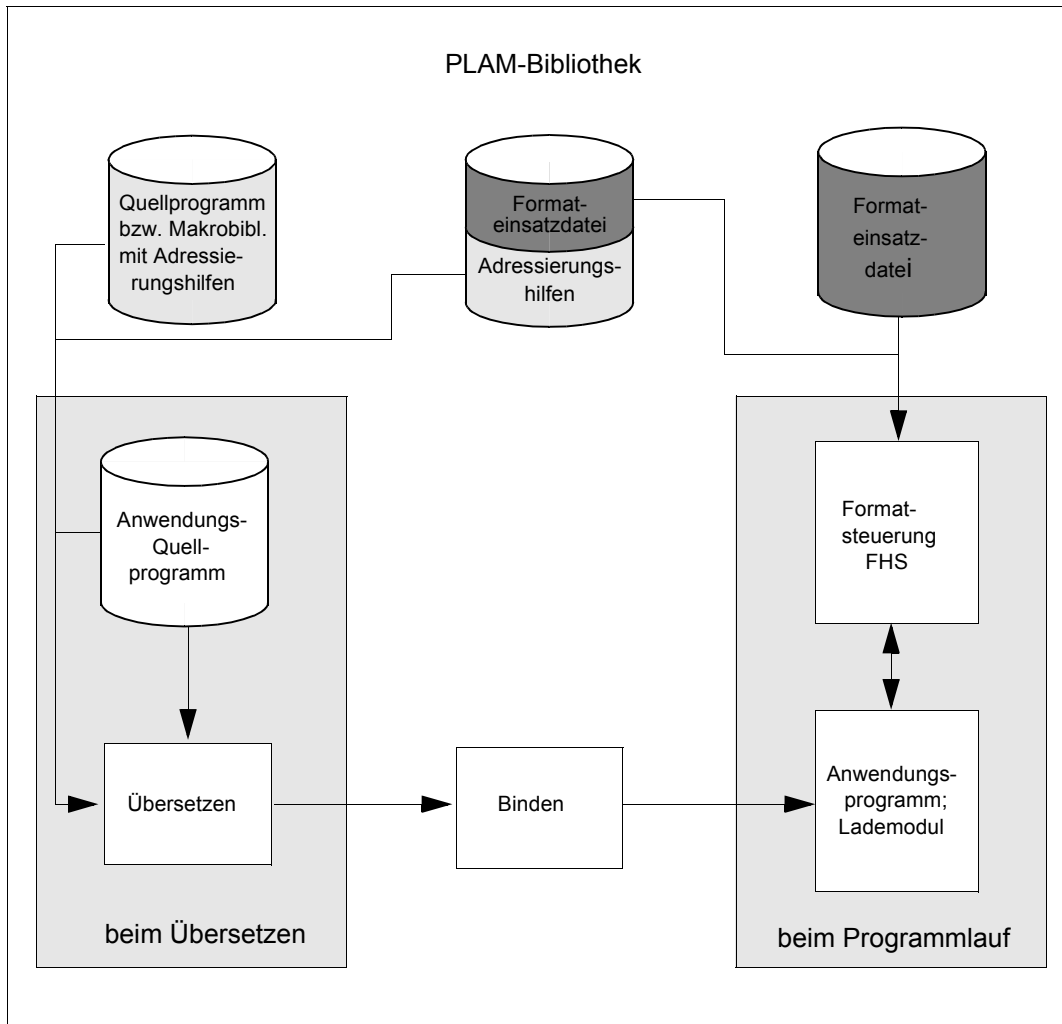 PLAM-Bibliothek
Quellprogramm
bzw. Makrobibl.
mit Adressie-
rungshilfen
Format-
einsatzdatei
Adressierungs-
hilfen
Format-
einsatz-
datei
Anwendungs-
Quell-
programm
Format-
steuerung
FHS
Übersetzen
Binden
Anwendungs-
programm;
Lademodul
beim Übersetzen
beim Programmlauf